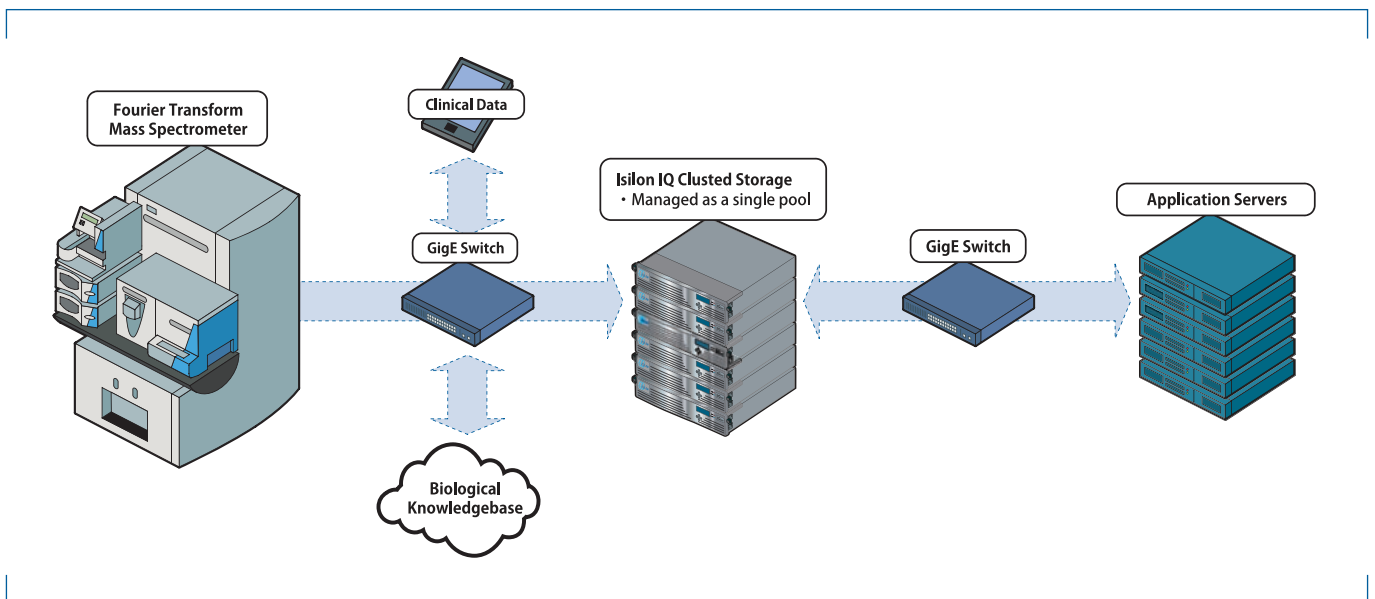 Fourier Transform
Mass Spectrometer
Clinical Data
GigE Switch
Biological
Knowledgebase
Isilon IQ Clusted Storage
• Managed as a single pool
GigE Switch
Application Servers